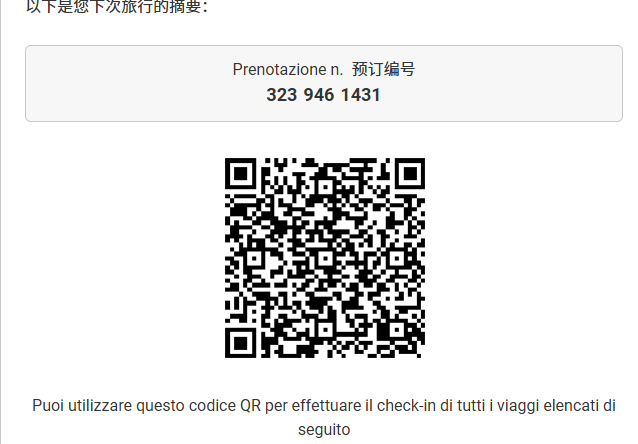 以下是您下次旅行的摘要：
Prenotazione n. 预订编号
323 946 1431
Puoi utilizzare questo codice QR per effettuare il check-in di tutti i viaggi elencati di
seguito